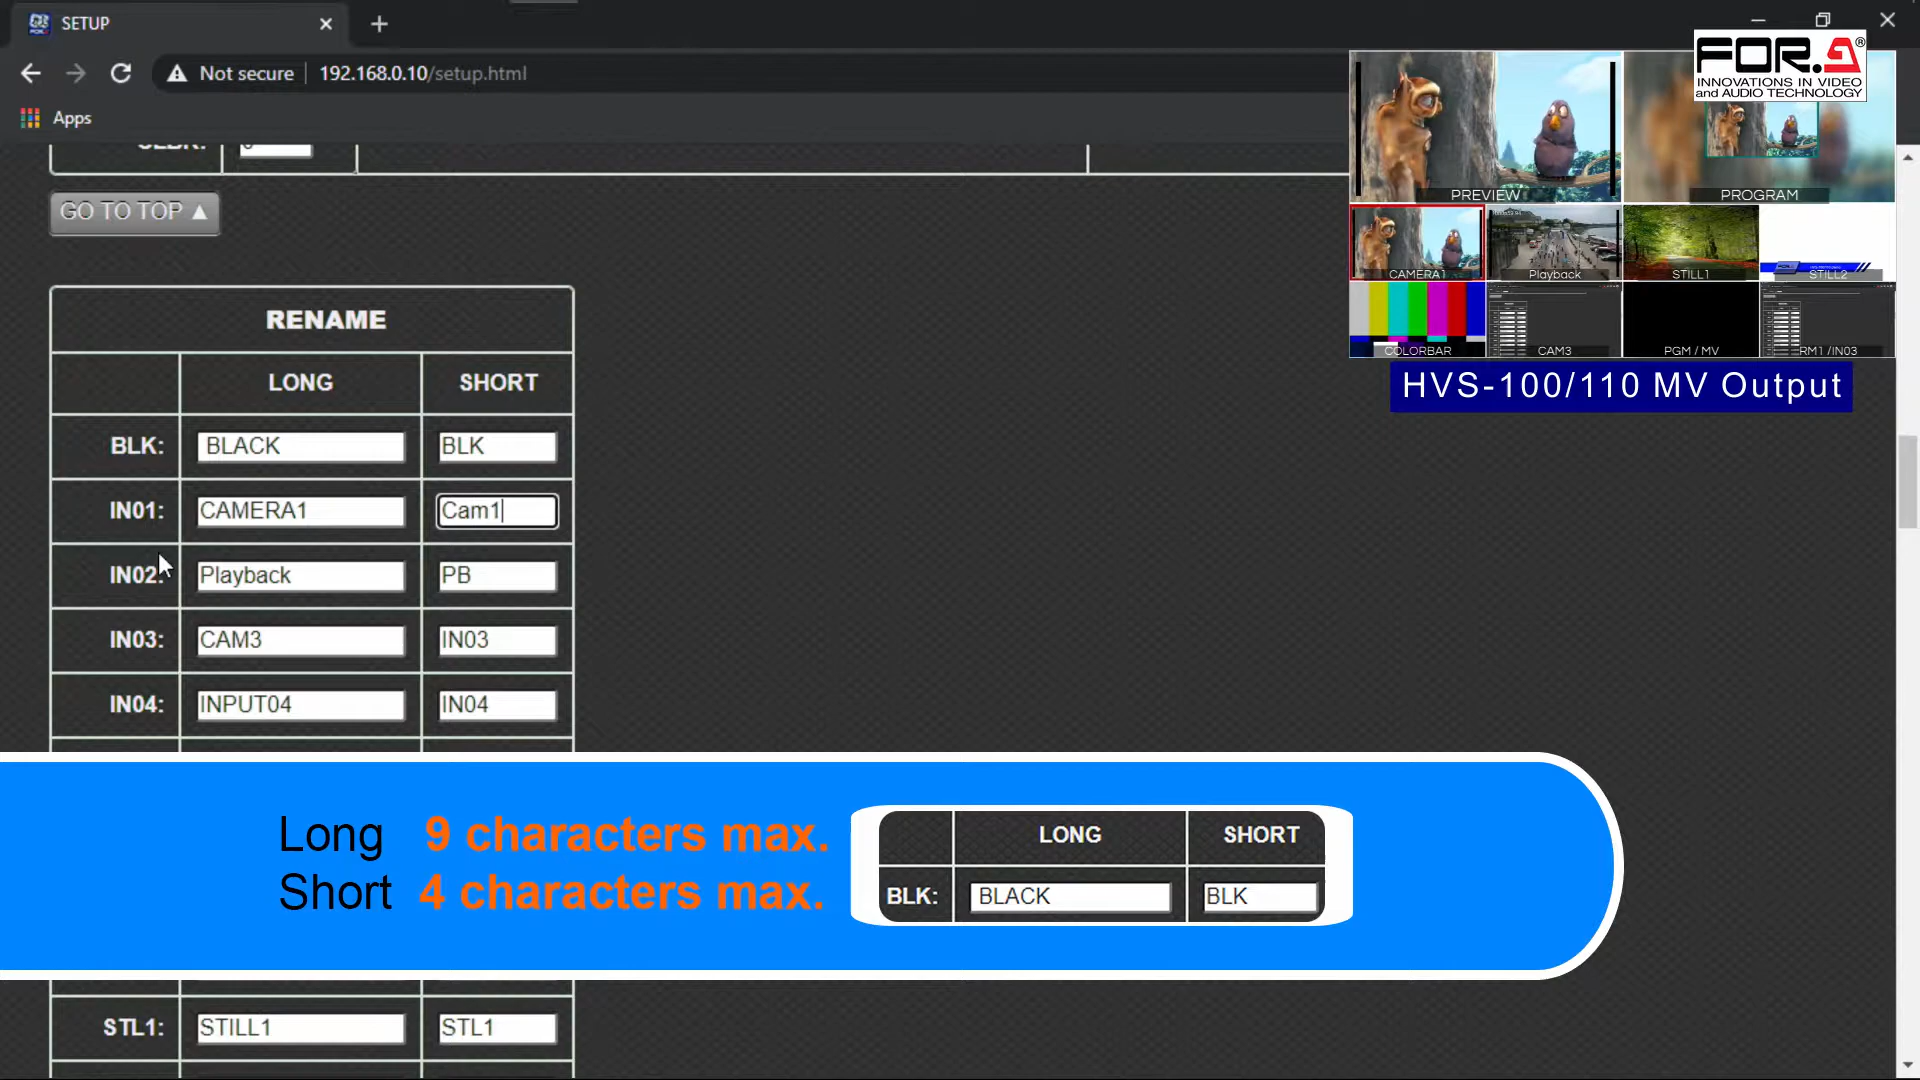 SETUP
Not secure
192.168.0.10/setup.html
Apps
FOR.A®
INNOVATIONS IN VIDEO
and AUDIO TECHNOLOGY
PREVIEW
PROGRAM
CAMERA1
Playback
STILL1
STILL2
COLORBAR
CAM3
PGM / MV
RM1 /IN03
HVS-100/110 MV Output
GO TO TOP ▲
RENAME
LONG SHORT
BLK: BLACK BLK
IN01: CAMERA1 Cam1
IN02: Playback PB
IN03: CAM3 IN03
IN04: INPUT04 IN04
Long 9 characters max.
Short 4 characters max.
LONG SHORT
BLK: BLACK BLK
STL1: STILL1 STL1